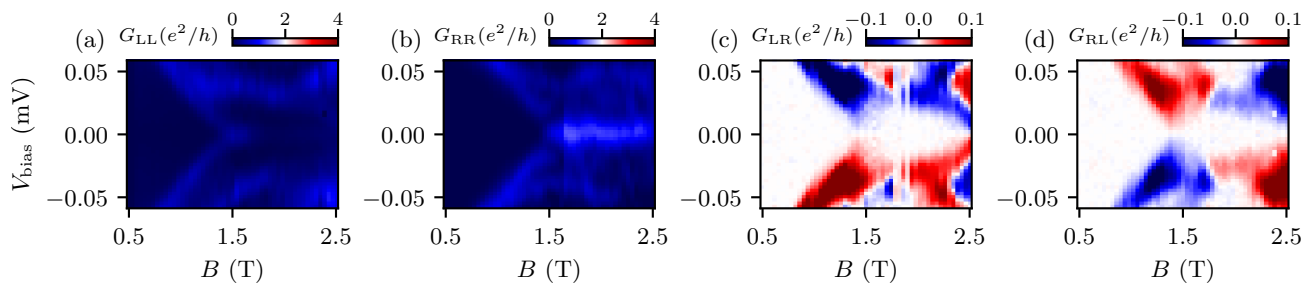 (a) G_LL(e²/h) 0 2 4
(b) G_RR(e²/h) 0 2 4
(c) G_LR(e²/h) −0.1 0.0 0.1
(d) G_RL(e²/h) −0.1 0.0 0.1
V_bias (mV)
0.05
0.00
−0.05
0.5 1.5 2.5
B (T)
0.05
0.00
−0.05
0.5 1.5 2.5
B (T)
0.05
0.00
−0.05
0.5 1.5 2.5
B (T)
0.05
0.00
−0.05
0.5 1.5 2.5
B (T)